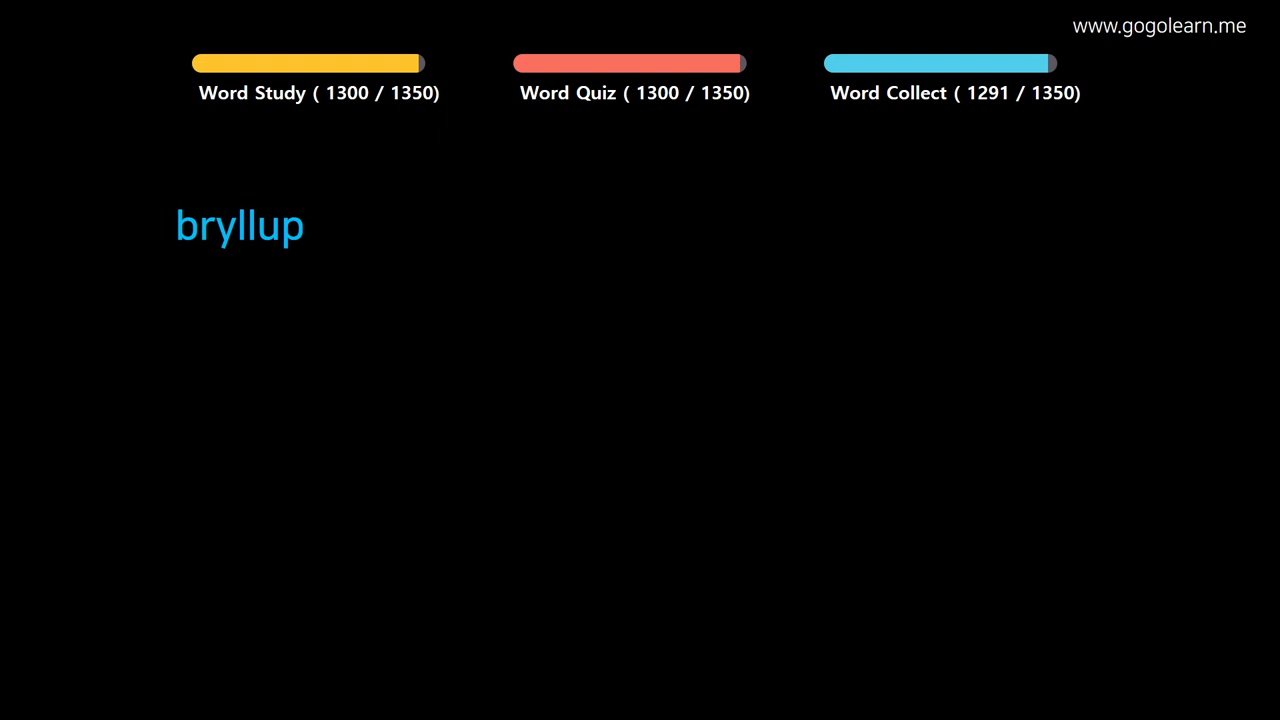 www.gogolearn.me
Word Study ( 1300 / 1350)
Word Quiz ( 1300 / 1350)
Word Collect ( 1291 / 1350)
bryllup